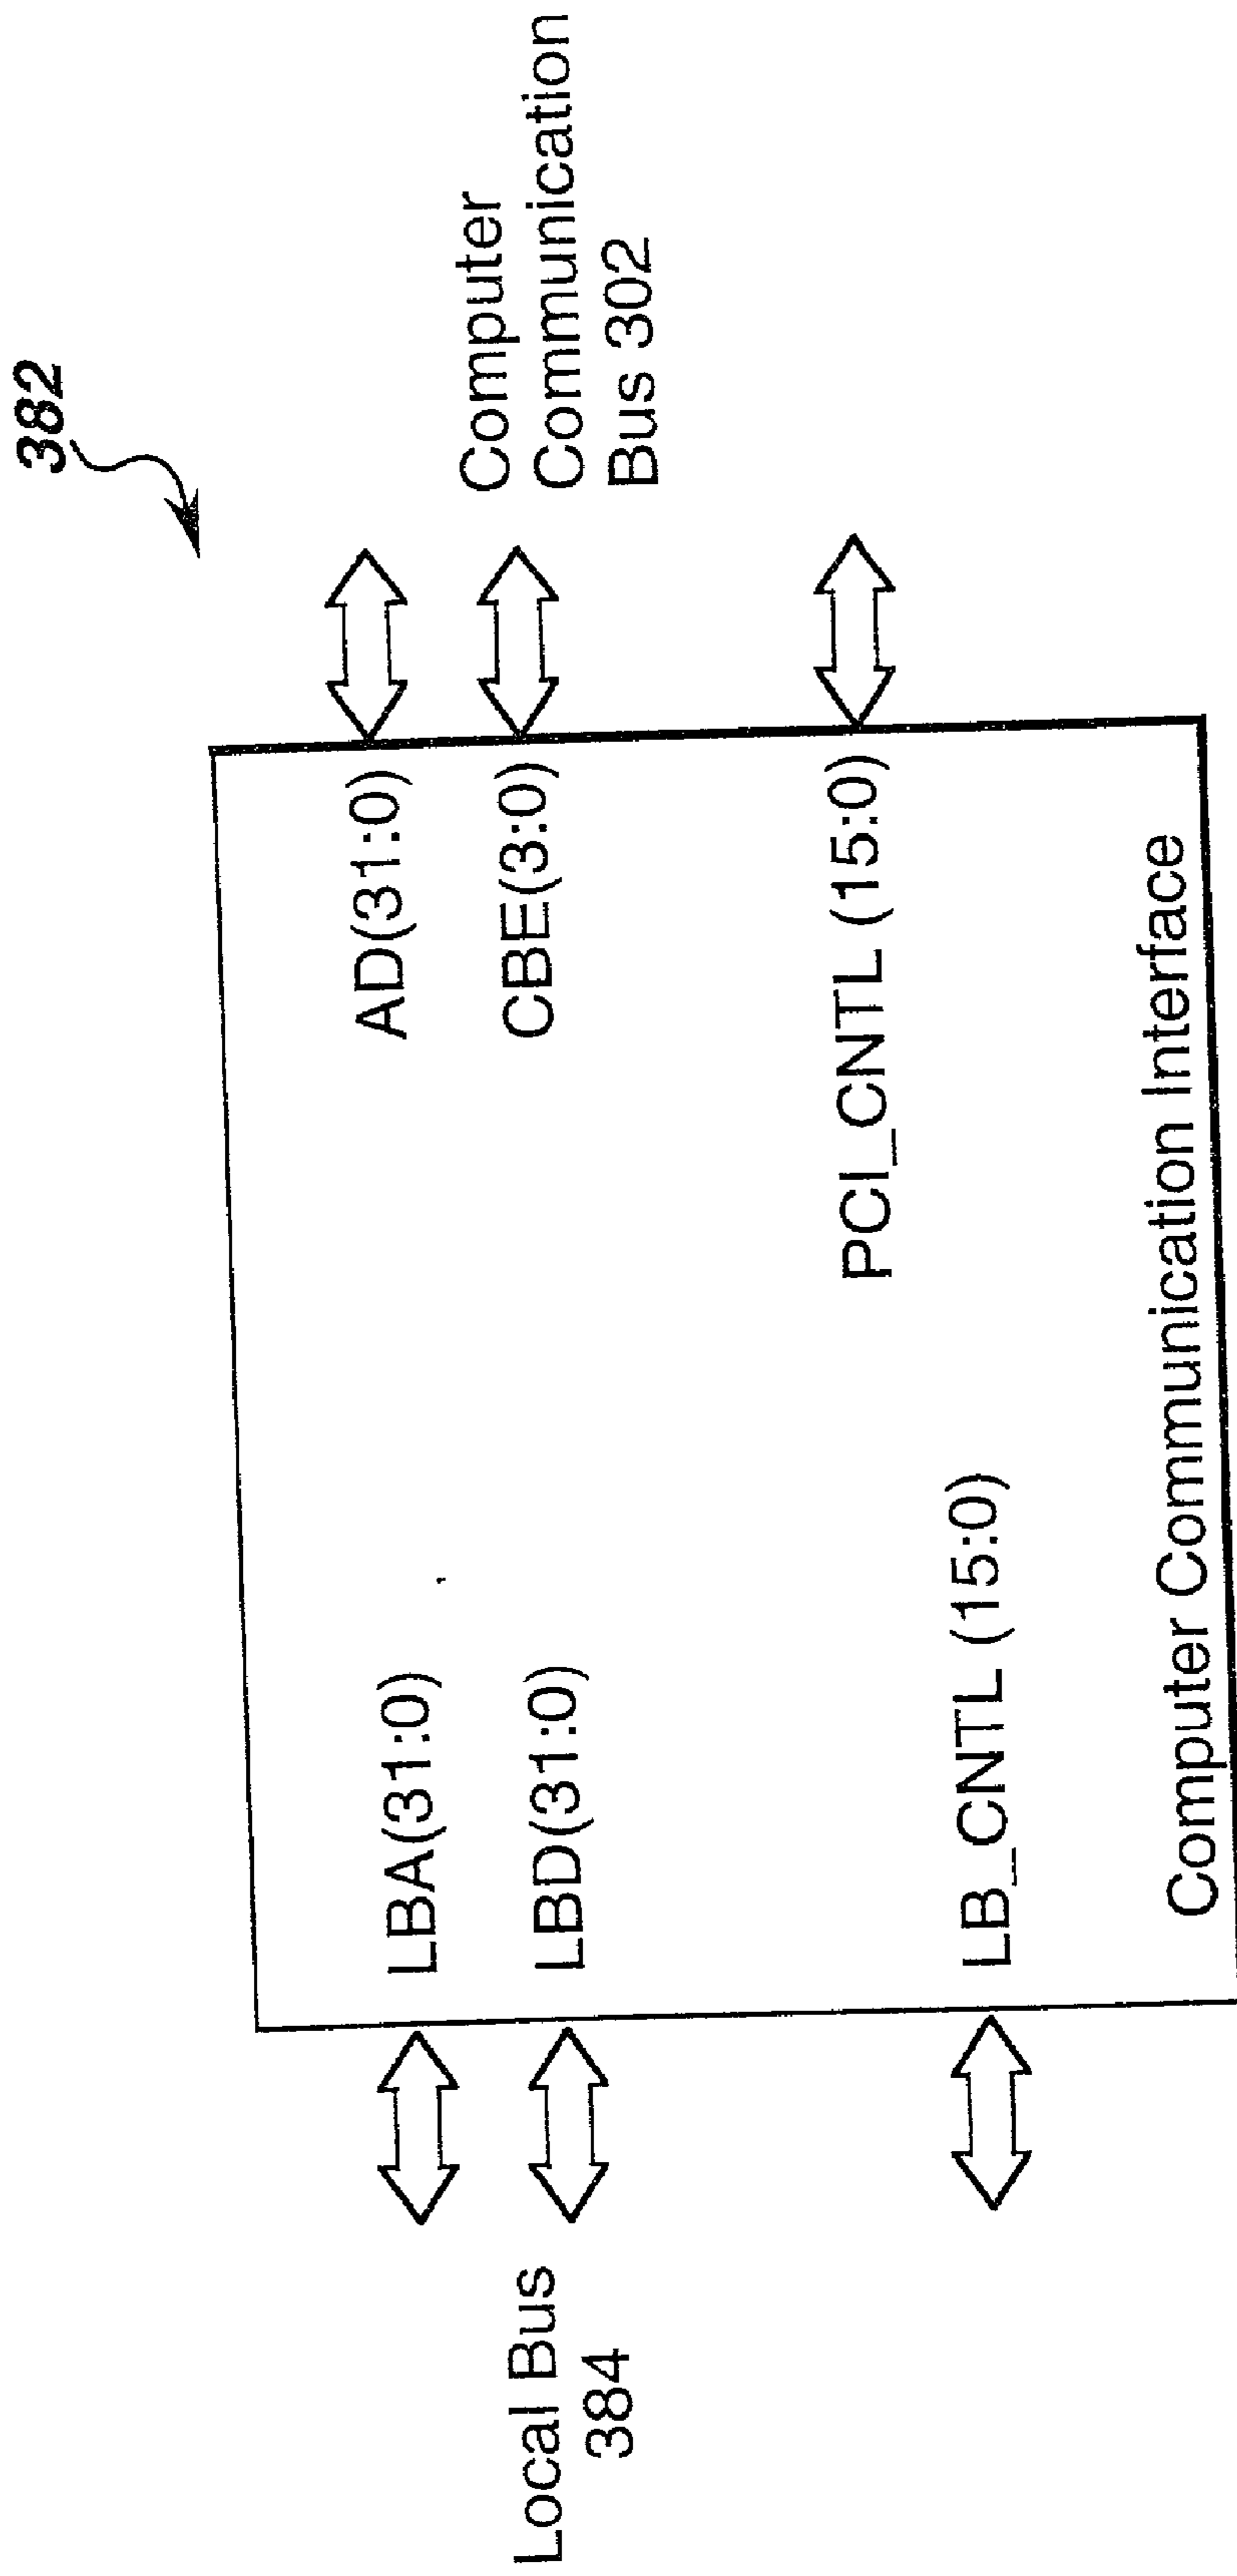 382
Local Bus
384
LBA(31:0)
LBD(31:0)
LB_CNTL (15:0)
AD(31:0)
CBE(3:0)
PCI_CNTL (15:0)
Computer Communication Interface
Computer
Communication
Bus 302